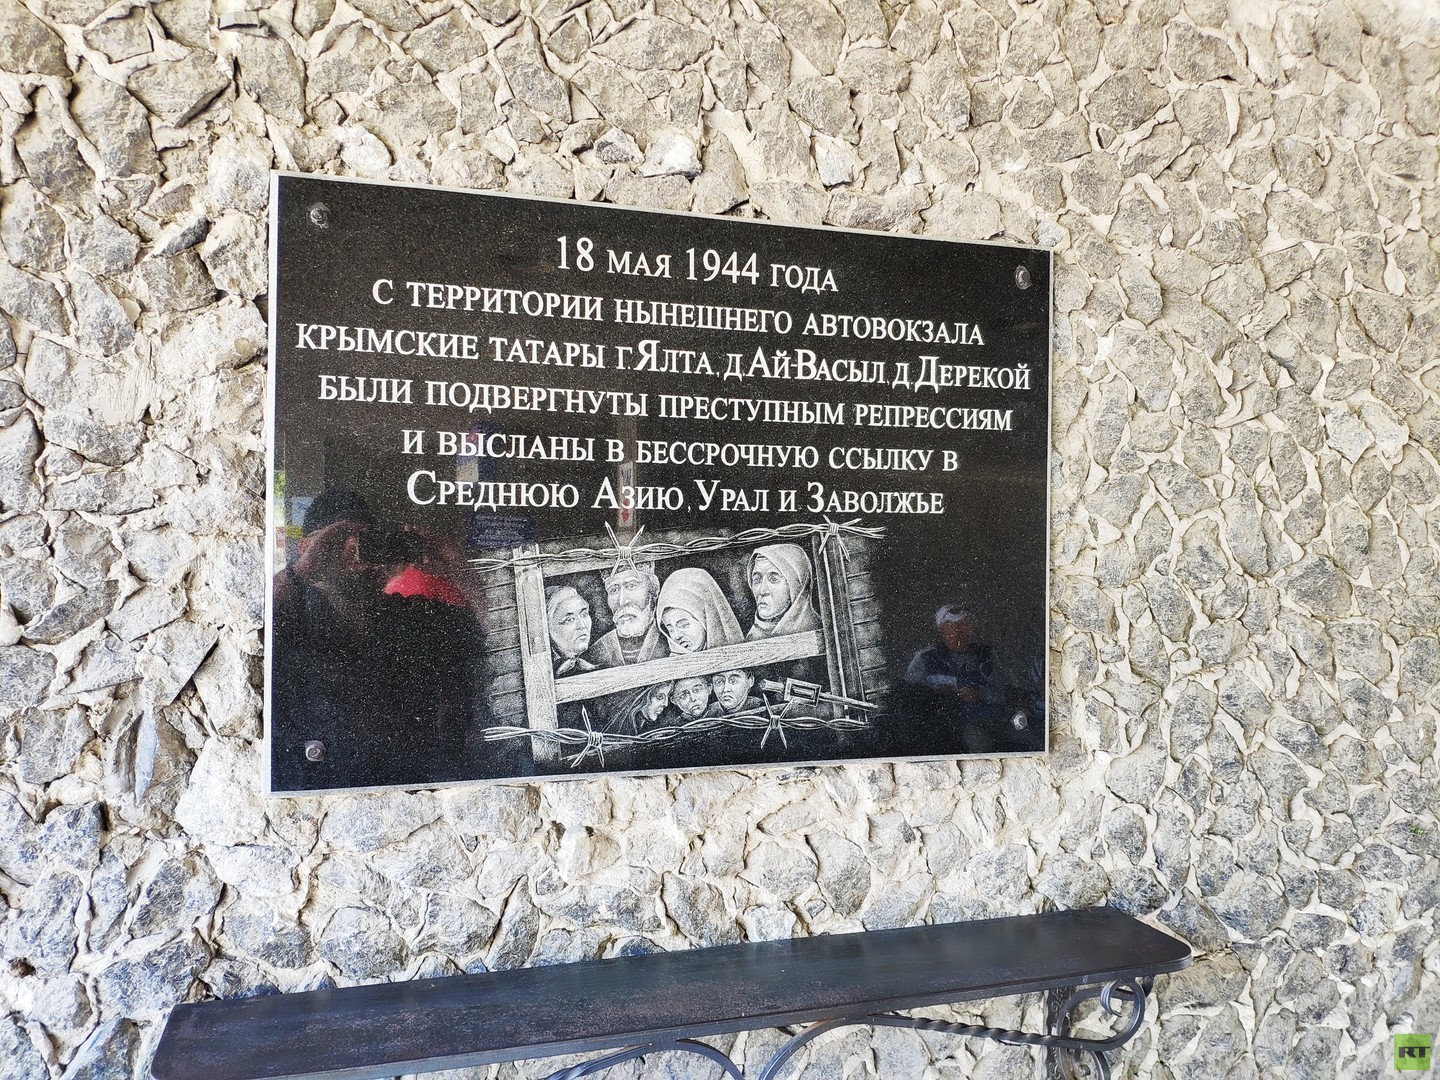 18 МАЯ 1944 ГОДА
С ТЕРРИТОРИИ НЫНЕШНЕГО АВТОВОКЗАЛА
КРЫМСКИЕ ТАТАРЫ Г.ЯЛТА, Д.АЙ-ВАСЫЛ, Д.ДЕРЕКОЙ
БЫЛИ ПОДВЕРГНУТЫ ПРЕСТУПНЫМ РЕПРЕССИЯМ
И ВЫСЛАНЫ В БЕССРОЧНУЮ ССЫЛКУ В
СРЕДНЮЮ АЗИЮ, УРАЛ И ЗАВОЛЖЬЕ
RT